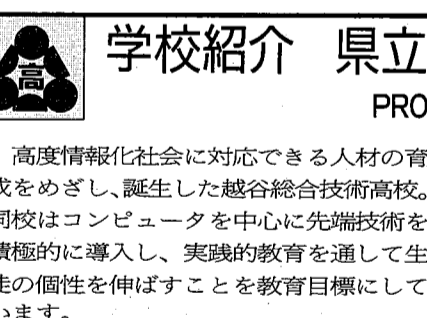 高
学校紹介 県立
PRO
高度情報化社会に対応できる人材の育
成をめざし、誕生した越谷総合技術高校。
同校はコンピュータを中心に先端技術を
積極的に導入し、実践的教育を通して生
徒の個性を伸ばすことを教育目標にして
います。